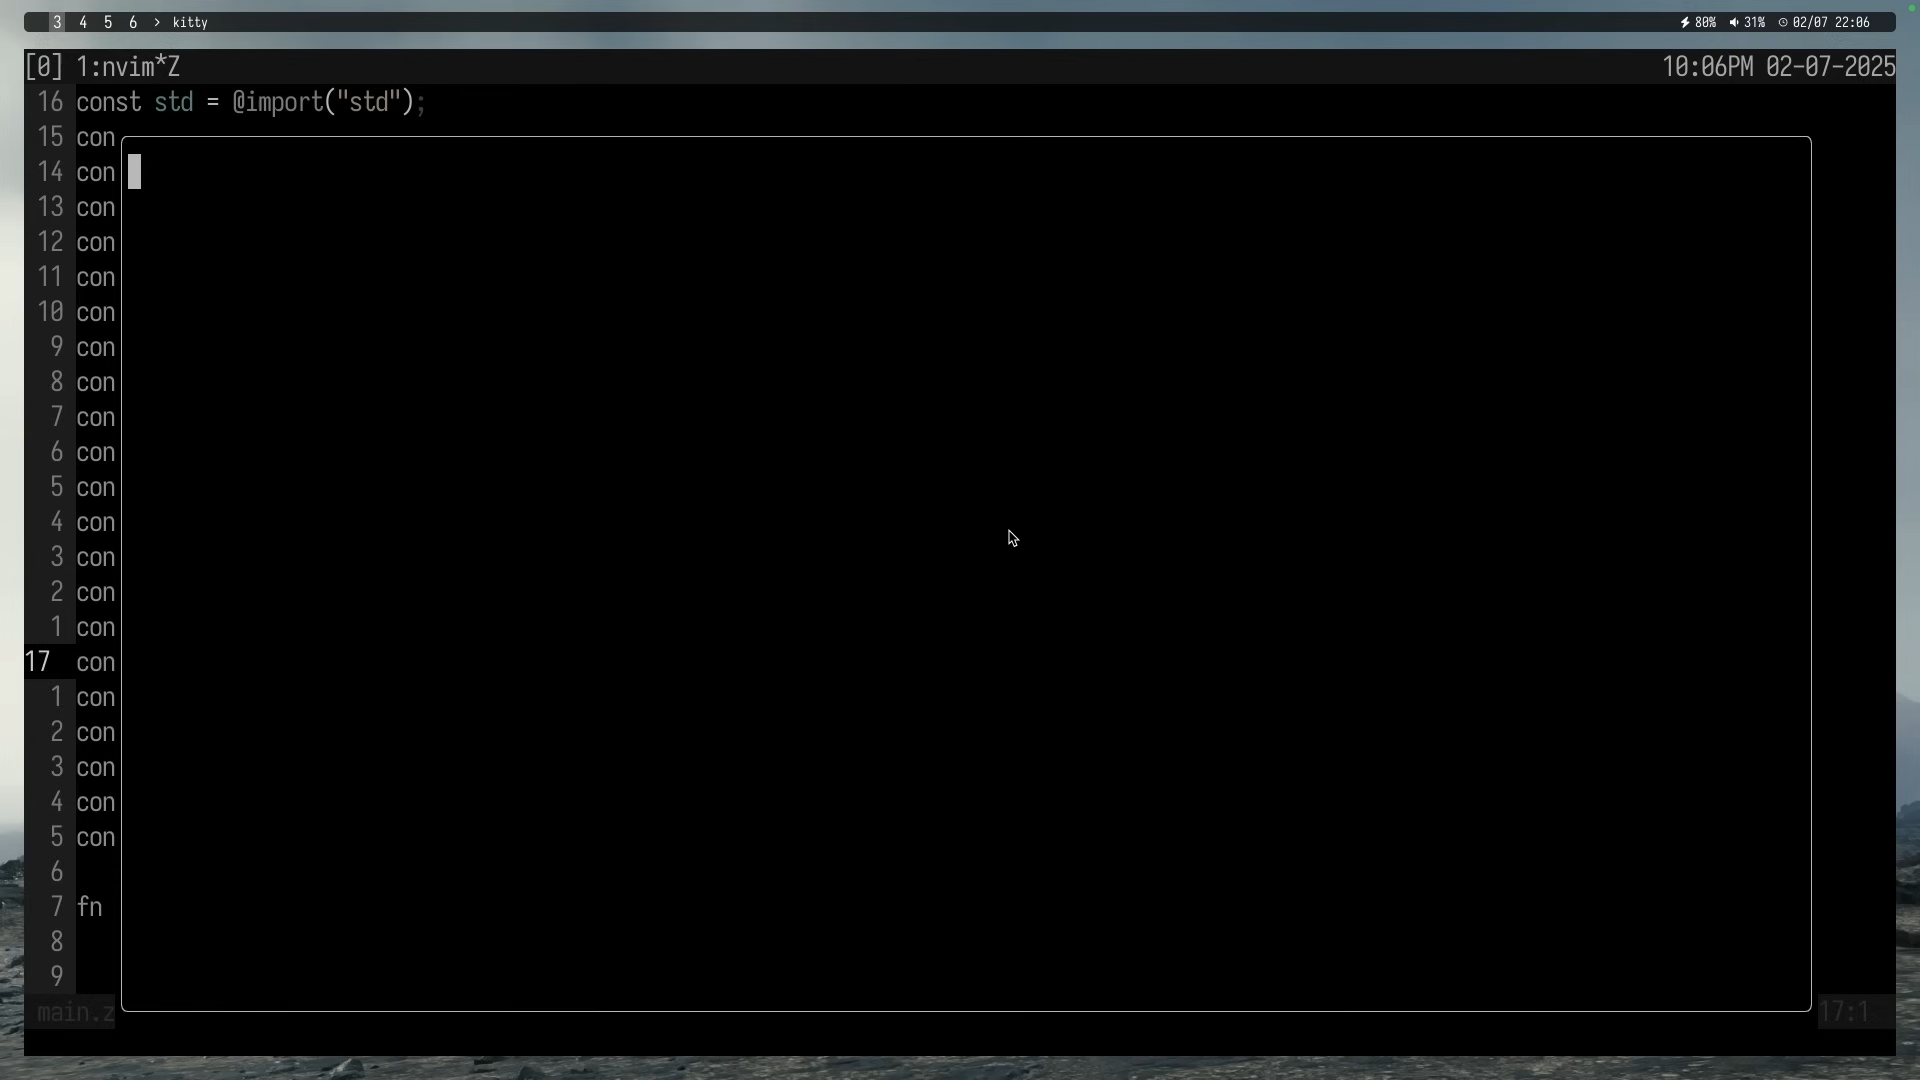 3 4 5 6 > kitty 80% 31% 02/07 22:06
[0] 1:nvim*Z 10:06PM 02-07-2025
16 const std = @import("std");
15 con
14 con
13 con
12 con
11 con
10 con
9 con
8 con
7 con
6 con
5 con
4 con
3 con
2 con
1 con
17 con
1 con
2 con
3 con
4 con
5 con
6
7 fn
8
9
main.z 17:1